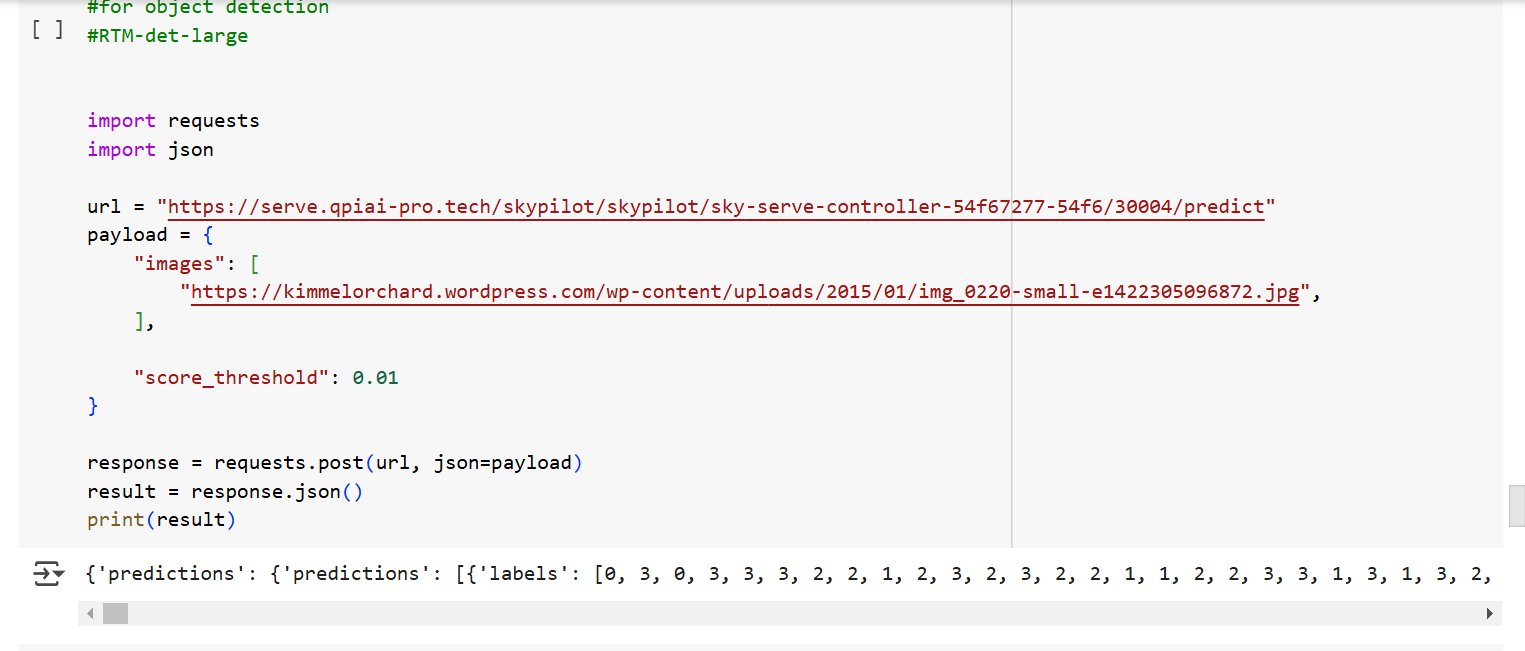 #for object detection
[ ] #RTM-det-large
import requests
import json
url = "https://serve.qpiai-pro.tech/skypilot/skypilot/sky-serve-controller-54f67277-54f6/30004/predict"
payload = {
    "images": [
        "https://kimmelorchard.wordpress.com/wp-content/uploads/2015/01/img_0220-small-e1422305096872.jpg",
    ],
    "score_threshold": 0.01
}
response = requests.post(url, json=payload)
result = response.json()
print(result)
{'predictions': {'predictions': [{'labels': [0, 3, 0, 3, 3, 3, 2, 2, 1, 2, 3, 2, 3, 2, 2, 1, 1, 2, 2, 3, 3, 1, 3, 1, 3, 2,